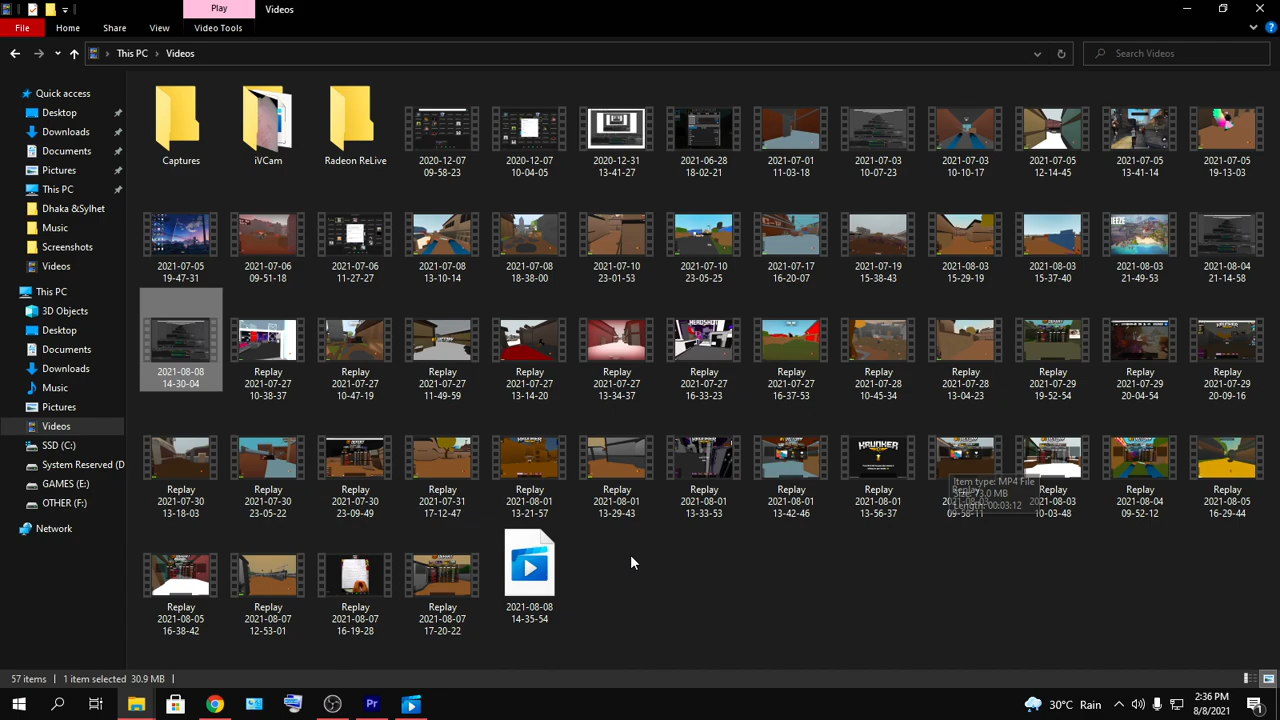 Play
Videos
File
Home
Share
View
Video Tools
This PC
Videos
Search Videos
Quick access
Desktop
Downloads
Documents
Pictures
This PC
Dhaka &Sylhet
Music
Screenshots
Videos
This PC
3D Objects
Desktop
Documents
Downloads
Music
Pictures
Videos
SSD (C:)
System Reserved (D
GAMES (E:)
OTHER (F:)
Network
Captures
iVCam
Radeon ReLive
2020-12-07
09-58-23
2020-12-07
10-04-05
2020-12-31
13-41-27
2021-06-28
18-02-21
2021-07-01
11-03-18
2021-07-03
10-07-23
2021-07-03
10-10-17
2021-07-05
12-14-45
2021-07-05
13-41-14
2021-07-05
19-13-03
2021-07-05
19-47-31
2021-07-06
09-51-18
2021-07-06
11-27-27
2021-07-08
13-10-14
2021-07-08
18-38-00
2021-07-10
23-01-53
2021-07-10
23-05-25
2021-07-17
16-20-07
2021-07-19
15-38-43
2021-08-03
15-29-19
2021-08-03
15-37-40
2021-08-03
21-49-53
2021-08-04
21-14-58
2021-08-08
14-30-04
Replay
2021-07-27
10-38-37
Replay
2021-07-27
10-47-19
Replay
2021-07-27
11-49-59
Replay
2021-07-27
13-14-20
Replay
2021-07-27
13-34-37
HEADSHOT
Replay
2021-07-27
16-33-23
Replay
2021-07-27
16-37-53
Replay
2021-07-28
10-45-34
Replay
2021-07-28
13-04-23
Replay
2021-07-29
19-52-54
Replay
2021-07-29
20-04-54
Replay
2021-07-29
20-09-16
Replay
2021-07-30
13-18-03
Replay
2021-07-30
23-05-22
Replay
2021-07-30
23-09-49
Replay
2021-07-31
17-12-47
Replay
2021-08-01
13-21-57
Replay
2021-08-01
13-29-43
Replay
2021-08-01
13-33-53
Replay
2021-08-01
13-42-46
KRUNKER
Replay
2021-08-01
13-56-37
Item type: MP4 File
Size: 73.0 MB
Length: 00:03:12
Replay
2021-08-03
09-58-11
Replay
2021-08-03
10-03-48
Replay
2021-08-04
09-52-12
Replay
2021-08-05
16-29-44
Replay
2021-08-05
16-38-42
Replay
2021-08-07
12-53-01
Replay
2021-08-07
16-19-28
Replay
2021-08-07
17-20-22
2021-08-08
14-35-54
57 items
1 item selected 30.9 MB
Pr
30°C Rain
2:36 PM
8/8/2021
1